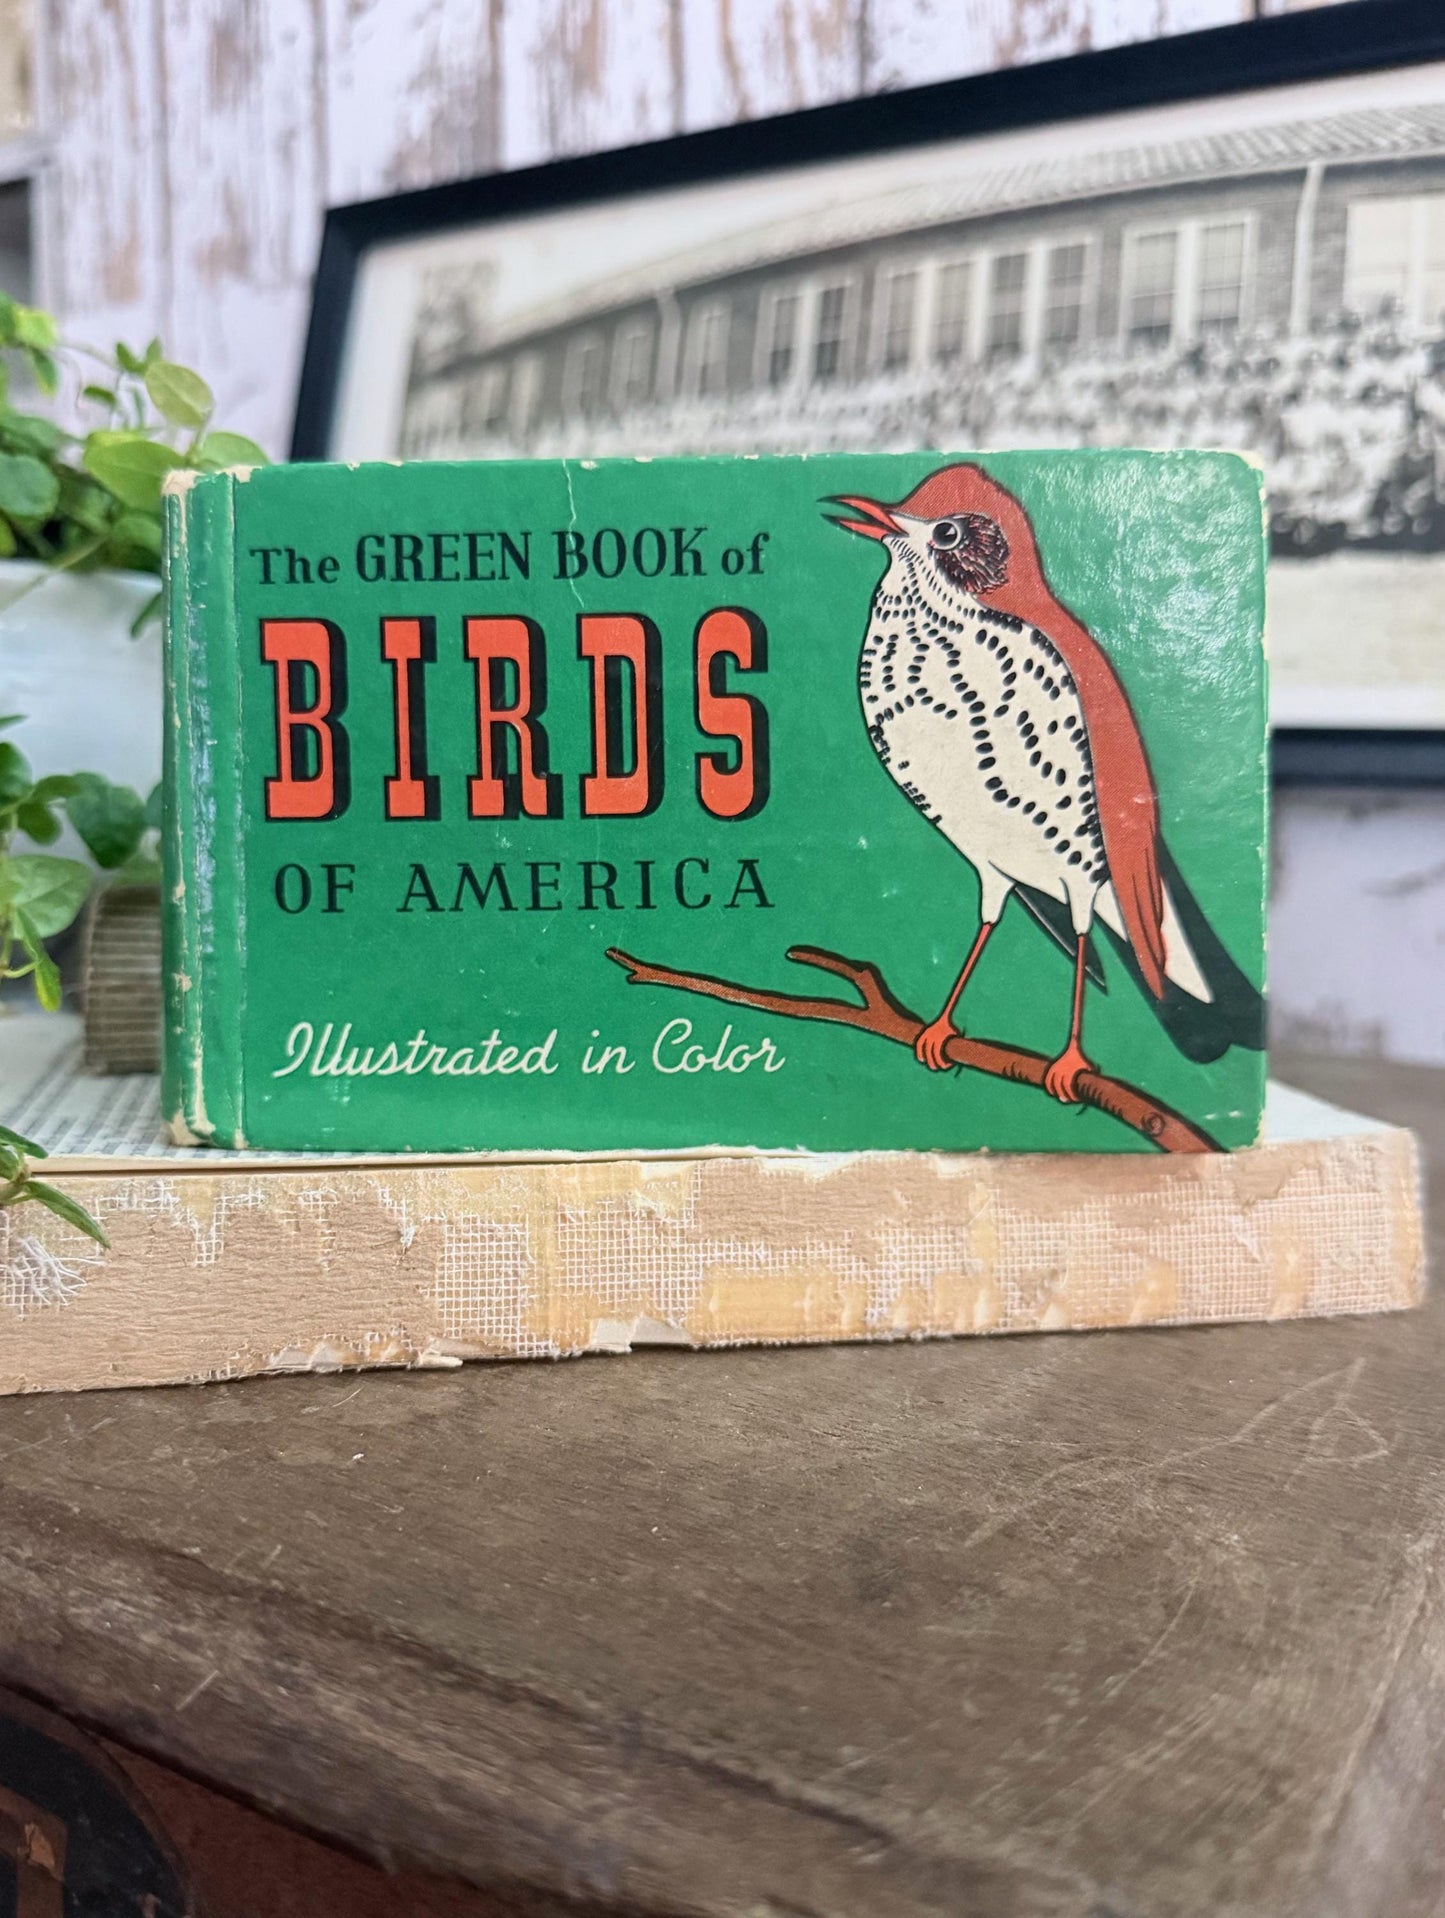 The GREEN BOOK of
BIRDS
OF AMERICA
Illustrated in Color